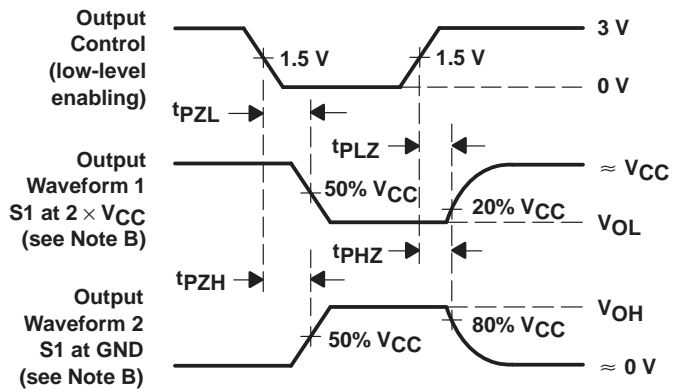 Output
Control
(low-level
enabling)
1.5 V
1.5 V
3 V
0 V
tPZL
tPLZ
Output
Waveform 1
S1 at 2 × VCC
(see Note B)
50% VCC
20% VCC
≈ VCC
VOL
tPZH
tPHZ
Output
Waveform 2
S1 at GND
(see Note B)
50% VCC
80% VCC
VOH
≈ 0 V